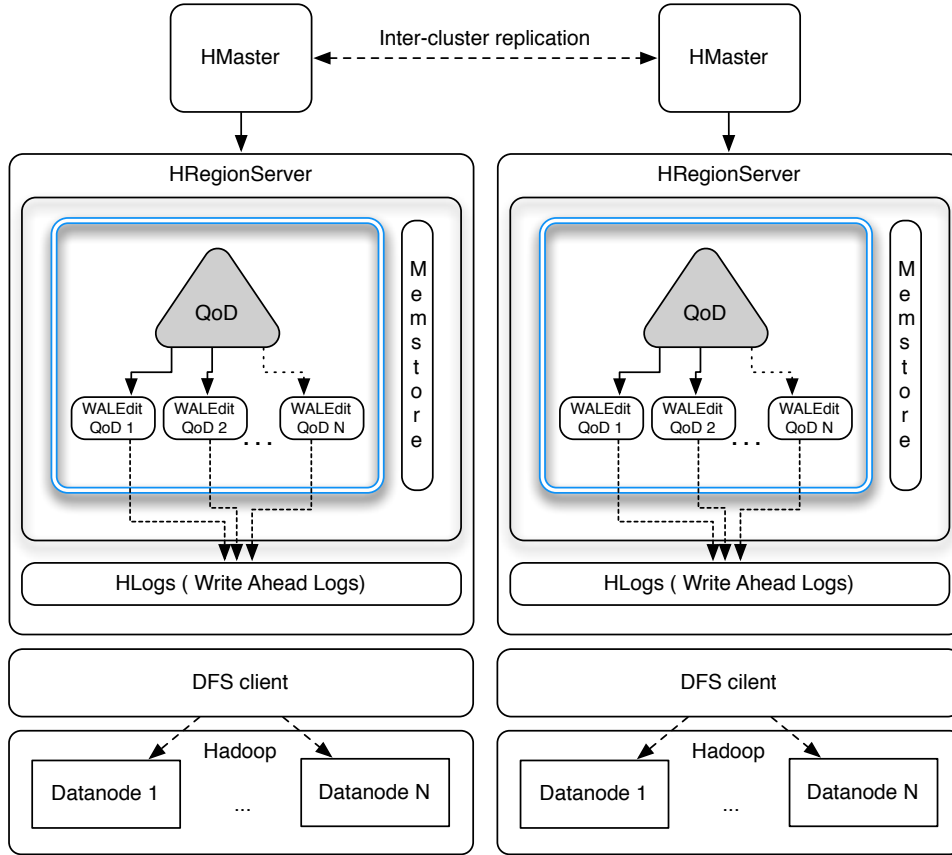 Inter-cluster replication
HMaster
HMaster
HRegionServer
QoD
WALEdit
QoD 1
WALEdit
QoD 2
. . .
WALEdit
QoD N
Memstore
HLogs ( Write Ahead Logs)
DFS client
Hadoop
Datanode 1
...
Datanode N
HRegionServer
QoD
WALEdit
QoD 1
WALEdit
QoD 2
. . .
WALEdit
QoD N
Memstore
HLogs ( Write Ahead Logs)
DFS cilent
Hadoop
Datanode 1
...
Datanode N